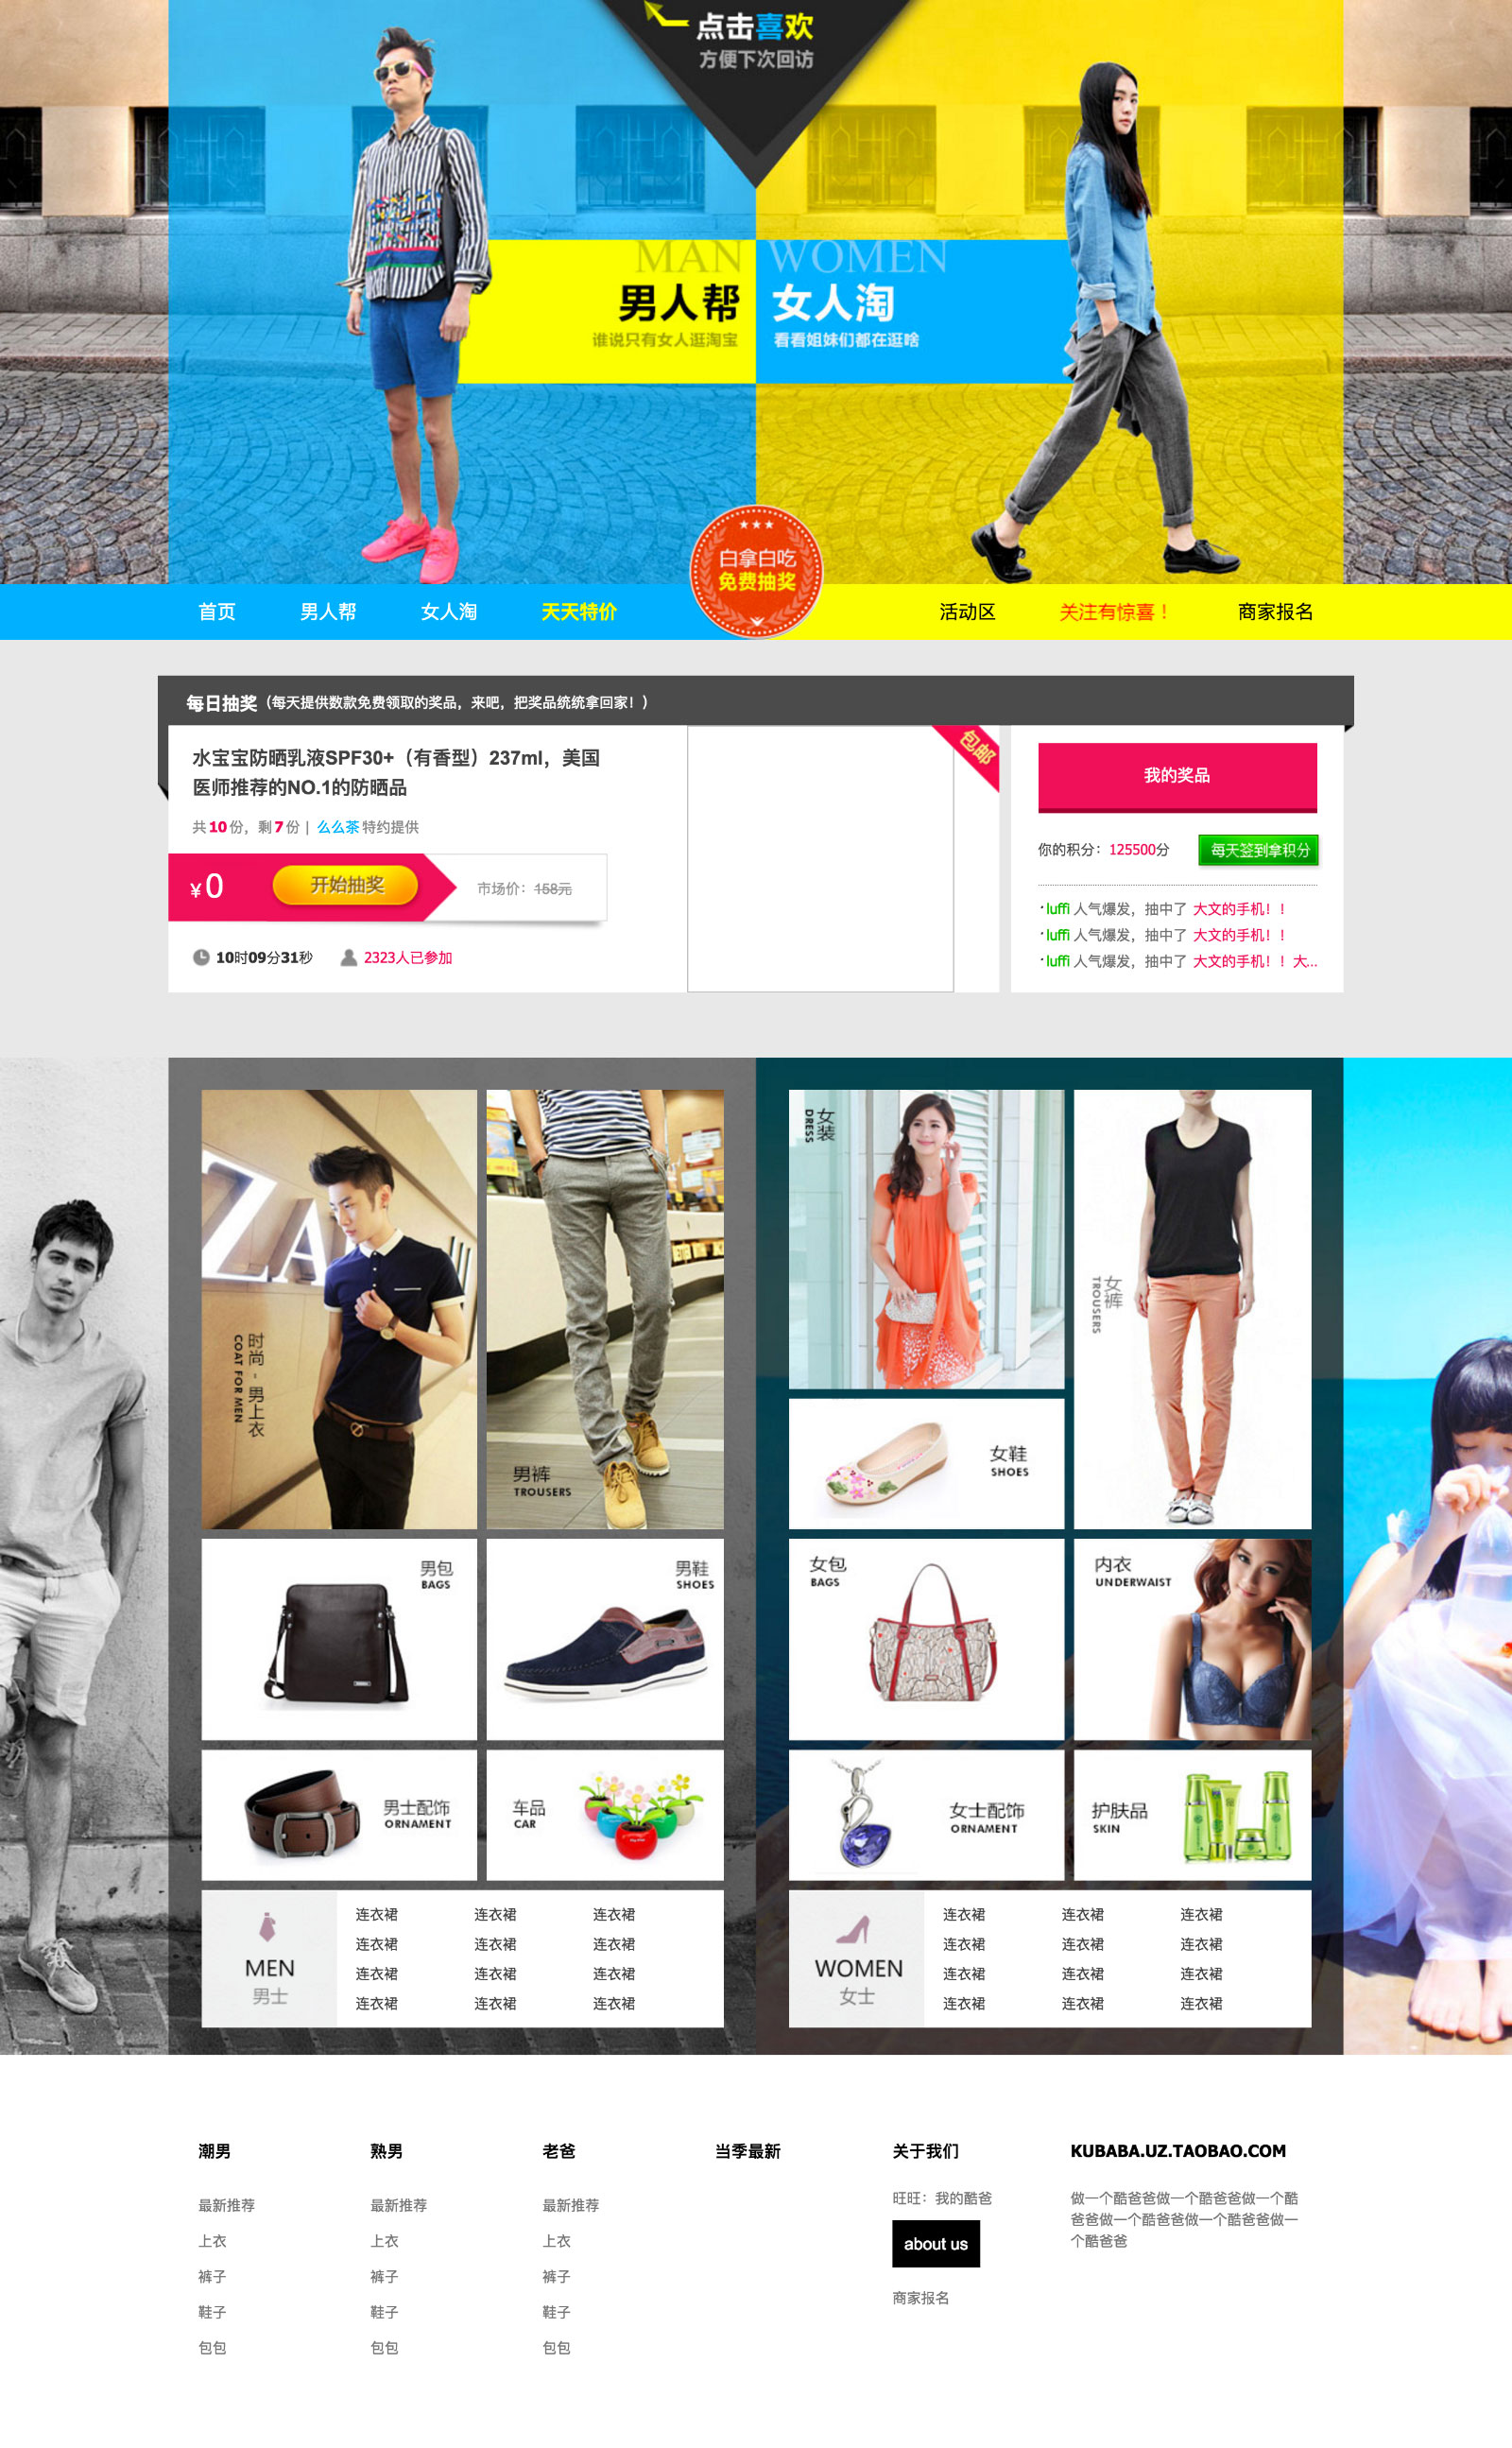 点击喜欢
方便下次回访
MAN WOMEN
男人帮 女人淘
谁说只有女人逛淘宝 看看姐妹们都在逛啥
白拿白吃
免费抽奖
首页 男人帮 女人淘 天天特价 活动区 关注有惊喜！ 商家报名
每日抽奖（每天提供数款免费领取的奖品，来吧，把奖品统统拿回家！）
水宝宝防晒乳液SPF30+（有香型）237ml，美国
医师推荐的NO.1的防晒品
共10份，剩7份 | 么么茶 特约提供
¥0 开始抽奖 市场价：158元
10时09分31秒 2323人已参加
包邮
我的奖品
你的积分：125500分 每天签到拿积分
·luffi 人气爆发，抽中了 大文的手机！！
·luffi 人气爆发，抽中了 大文的手机！！
·luffi 人气爆发，抽中了 大文的手机！！大...
ZA
时尚 - 男上衣
COAT FOR MEN
男裤
TROUSERS
女装
DRESS
女裤
TROUSERS
女鞋
SHOES
男包
BAGS
男鞋
SHOES
女包
BAGS
内衣
UNDERWAIST
男士配饰
ORNAMENT
车品
CAR
女士配饰
ORNAMENT
护肤品
SKIN
MEN
男士
连衣裙 连衣裙 连衣裙
连衣裙 连衣裙 连衣裙
连衣裙 连衣裙 连衣裙
连衣裙 连衣裙 连衣裙
WOMEN
女士
连衣裙 连衣裙 连衣裙
连衣裙 连衣裙 连衣裙
连衣裙 连衣裙 连衣裙
连衣裙 连衣裙 连衣裙
潮男
最新推荐
上衣
裤子
鞋子
包包
熟男
最新推荐
上衣
裤子
鞋子
包包
老爸
最新推荐
上衣
裤子
鞋子
包包
当季最新
关于我们
旺旺：我的酷爸
about us
商家报名
KUBABA.UZ.TAOBAO.COM
做一个酷爸爸做一个酷爸爸做一个酷
爸爸做一个酷爸爸做一个酷爸爸做一
个酷爸爸